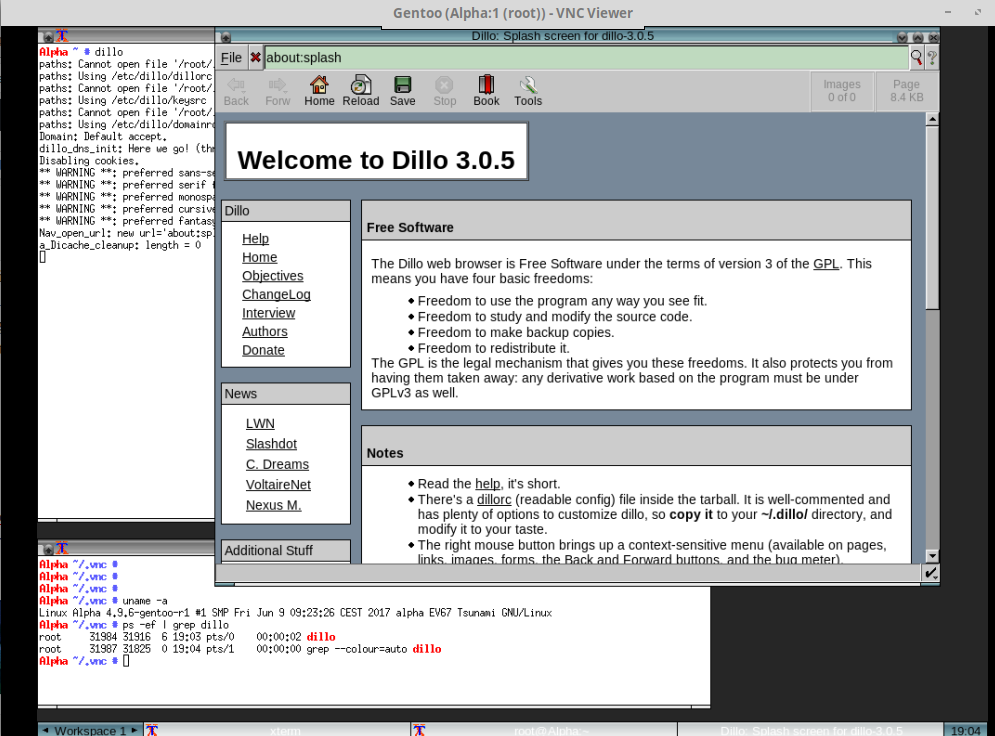 Gentoo (Alpha:1 (root)) - VNC Viewer
Alpha ~ # dillo
paths: Cannot open file '/root/
paths: Using /etc/dillo/dillorc
paths: Cannot open file '/root/.
paths: Using /etc/dillo/keysrc
paths: Cannot open file '/root/.
paths: Using /etc/dillo/domainrc
Domain: Default accept.
dillo_dns_init: Here we go! (thr
Disabling cookies.
** WARNING **: preferred sans-se
** WARNING **: preferred serif f
** WARNING **: preferred monospa
** WARNING **: preferred cursive
** WARNING **: preferred fantasy
Nav_open_url: new url='about:spl
a_Dicache_cleanup: length = 0
Dillo: Splash screen for dillo-3.0.5
File about:splash ?
Back Forw Home Reload Save Stop Book Tools
Images
0 of 0
Page
8.4 KB
Welcome to Dillo 3.0.5
Dillo
Help
Home
Objectives
ChangeLog
Interview
Authors
Donate
News
LWN
Slashdot
C. Dreams
VoltaireNet
Nexus M.
Additional Stuff
Free Software
The Dillo web browser is Free Software under the terms of version 3 of the GPL. This
means you have four basic freedoms:
Freedom to use the program any way you see fit.
Freedom to study and modify the source code.
Freedom to make backup copies.
Freedom to redistribute it.
The GPL is the legal mechanism that gives you these freedoms. It also protects you from
having them taken away: any derivative work based on the program must be under
GPLv3 as well.
Notes
Read the help, it's short.
There's a dillorc (readable config) file inside the tarball. It is well-commented and
has plenty of options to customize dillo, so copy it to your ~/.dillo/ directory, and
modify it to your taste.
The right mouse button brings up a context-sensitive menu (available on pages,
links, images, forms, the Back and Forward buttons, and the bug meter).
Alpha ~/.vnc #
Alpha ~/.vnc #
Alpha ~/.vnc #
Alpha ~/.vnc # uname -a
Linux Alpha 4.9.6-gentoo-r1 #1 SMP Fri Jun 9 09:23:26 CEST 2017 alpha EV67 Tsunami GNU/Linux
Alpha ~/.vnc # ps -ef | grep dillo
root 31984 31916 6 19:03 pts/0 00:00:02 dillo
root 31987 31825 0 19:04 pts/1 00:00:00 grep --colour=auto dillo
Alpha ~/.vnc #
Workspace 1 xterm root@Alpha:~ Dillo: Splash screen for dillo-3.0.5 19:04